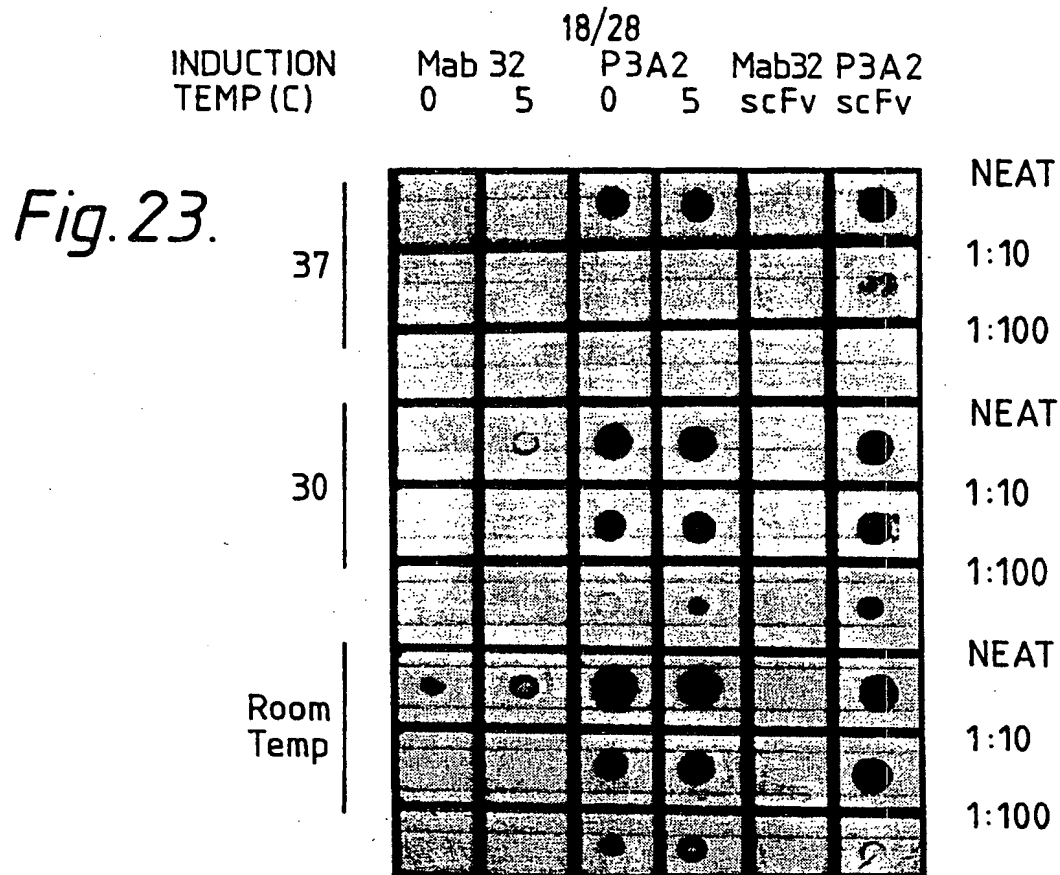 18/28
INDUCTION Mab 32 P3A2 Mab32 P3A2
TEMP (C) 0 5 0 5 scFv scFv
Fig. 23.
NEAT
37 1:10
1:100
NEAT
30 1:10
1:100
NEAT
Room
Temp 1:10
1:100